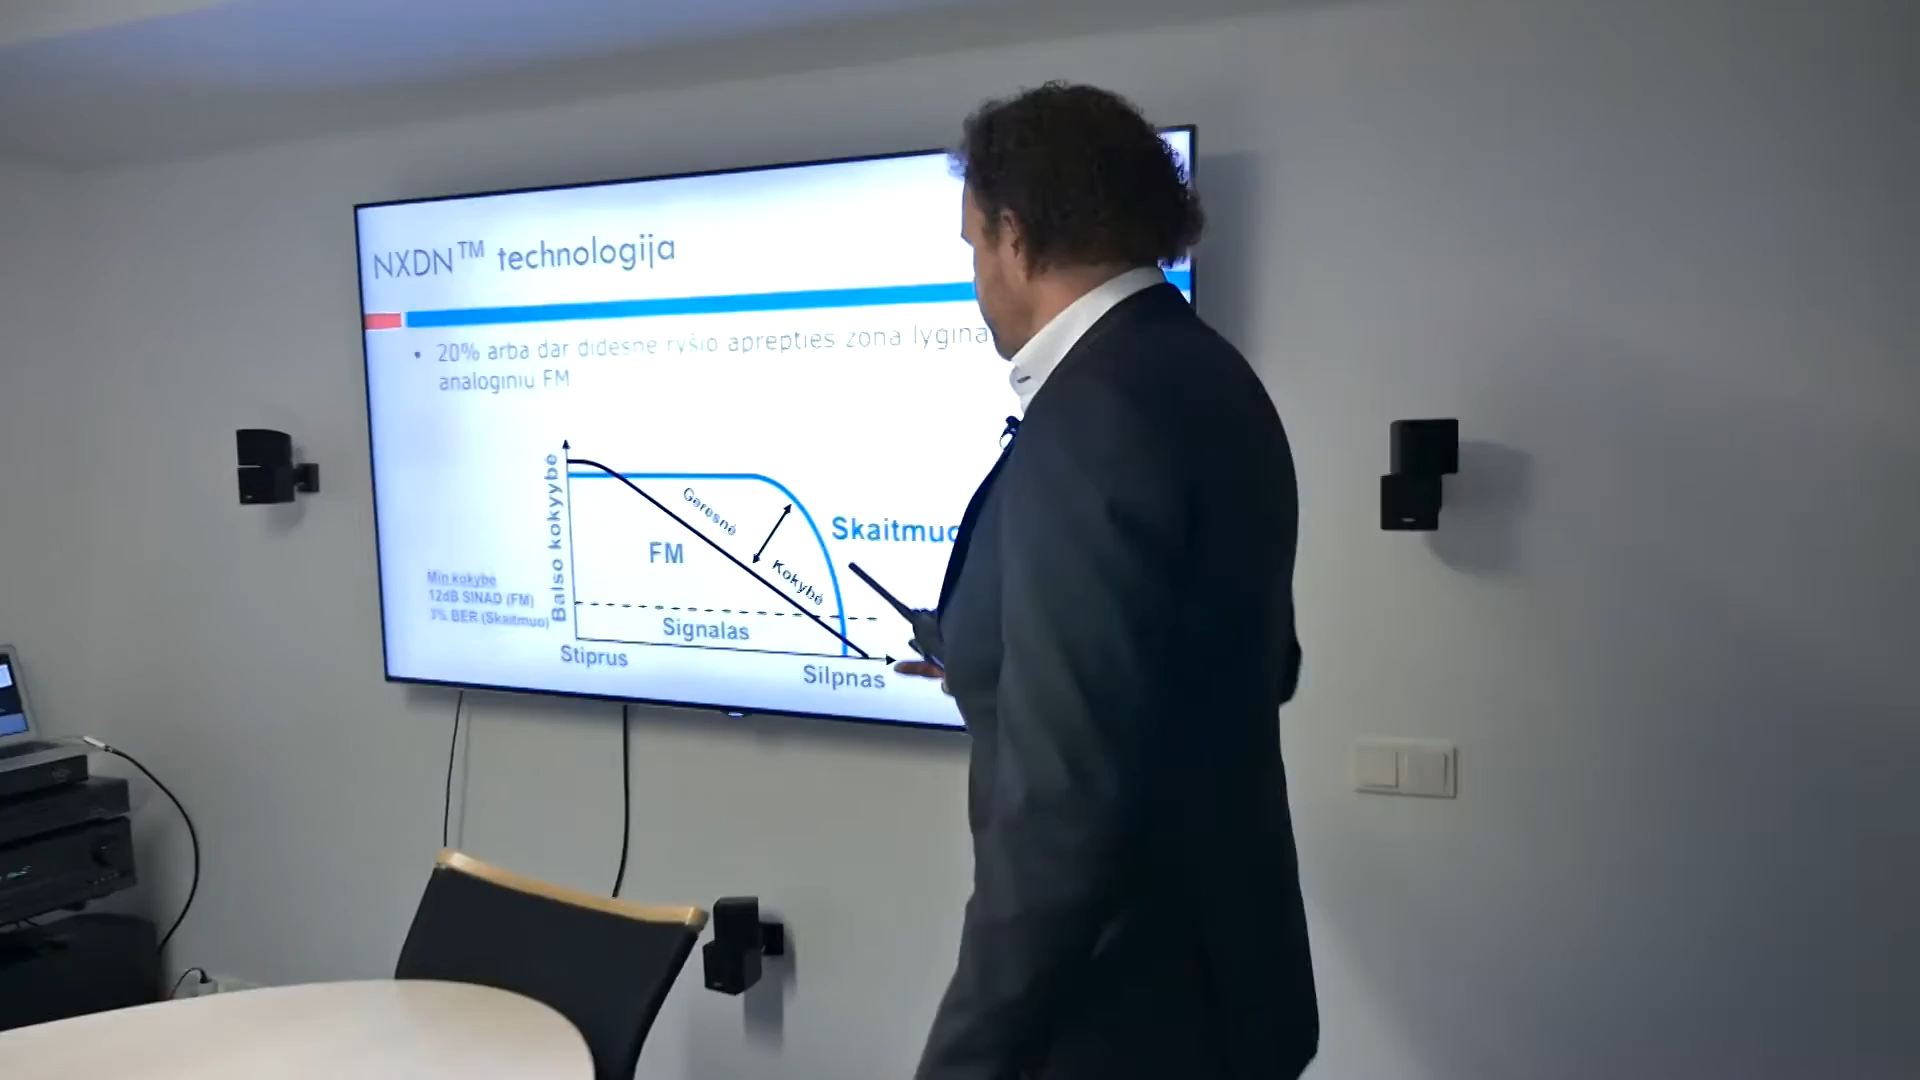 NXDN™ technologija
• 20% arba dar didesnė ryšio aprėpties zona lygina
analoginiu FM
Balso kokyybė
Geresnė
Kokybė
FM
Skaitmuo
Min kokybė
12dB SINAD (FM)
3% BER (Skaitmuo)
Signalas
Stiprus
Silpnas